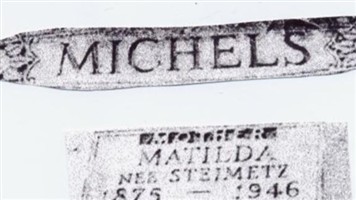 MICHELS
MOTHER
MATILDA
NEE STEIMETZ
1875 — 1946